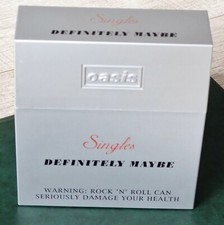 Singles
DEFINITELY MAYBE
oasis
Singles
DEFINITELY MAYBE
WARNING: ROCK 'N' ROLL CAN
SERIOUSLY DAMAGE YOUR HEALTH